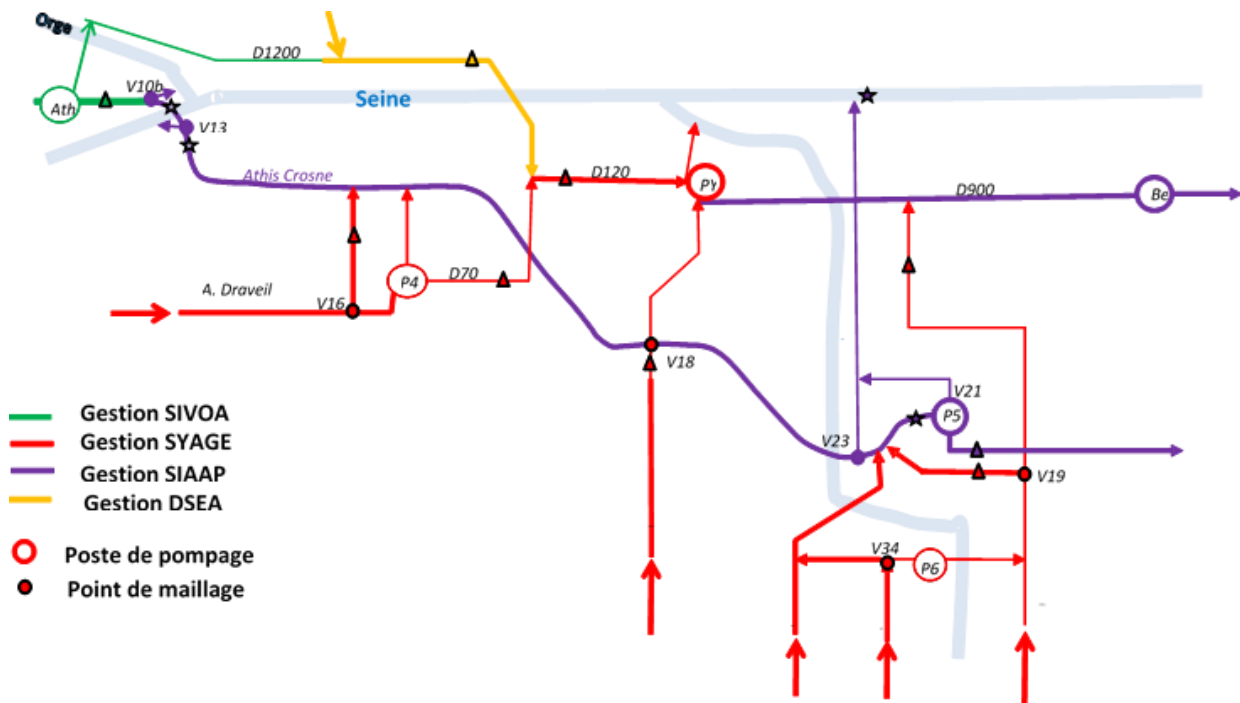 Orge
D1200
V10b
Ath
Seine
V13
Athis Crosne
D120
PY
D900
Be
P4
D70
A. Draveil
V16
V18
V21
P5
V23
V19
V34
P6
Gestion SIVOA
Gestion SYAGE
Gestion SIAAP
Gestion DSEA
Poste de pompage
Point de maillage